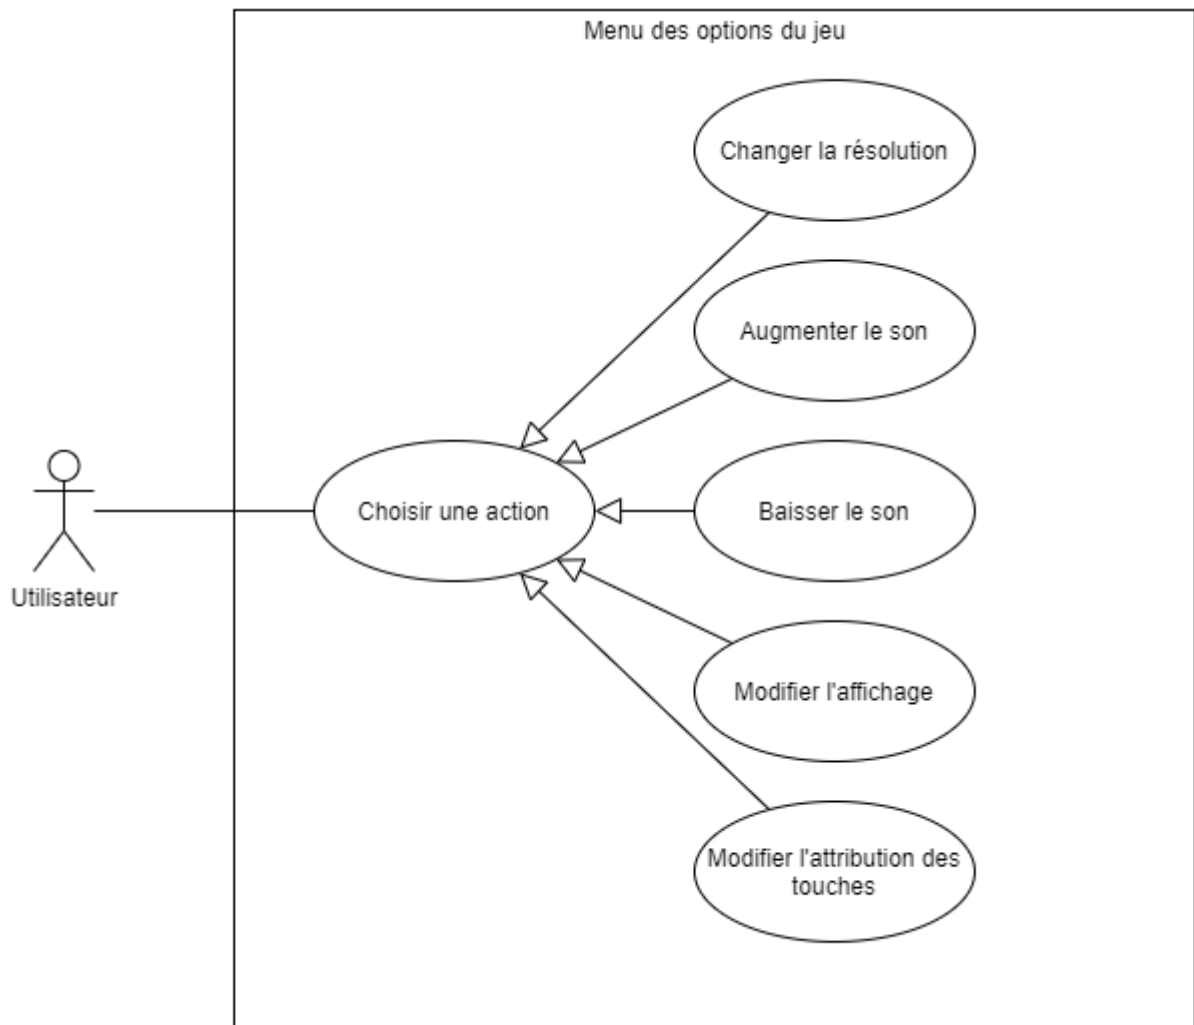 Menu des options du jeu
Changer la résolution
Augmenter le son
Choisir une action
Baisser le son
Utilisateur
Modifier l'affichage
Modifier l'attribution des
touches